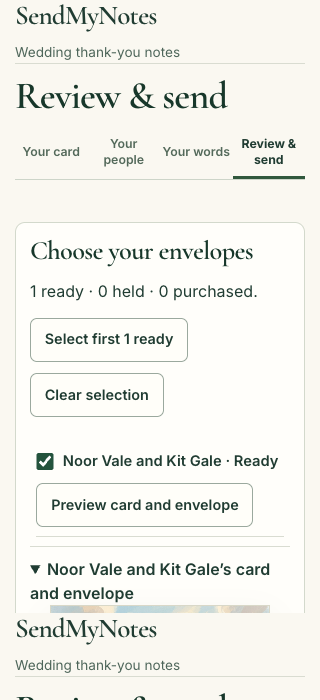 SendMyNotes
Wedding thank-you notes
Review & send
Your card
Your
people
Your words
Review &
send
Choose your envelopes
1 ready · 0 held · 0 purchased.
Select first 1 ready
Clear selection
Noor Vale and Kit Gale · Ready
Preview card and envelope
▼ Noor Vale and Kit Gale’s card
and envelope
SendMyNotes
Wedding thank-you notes